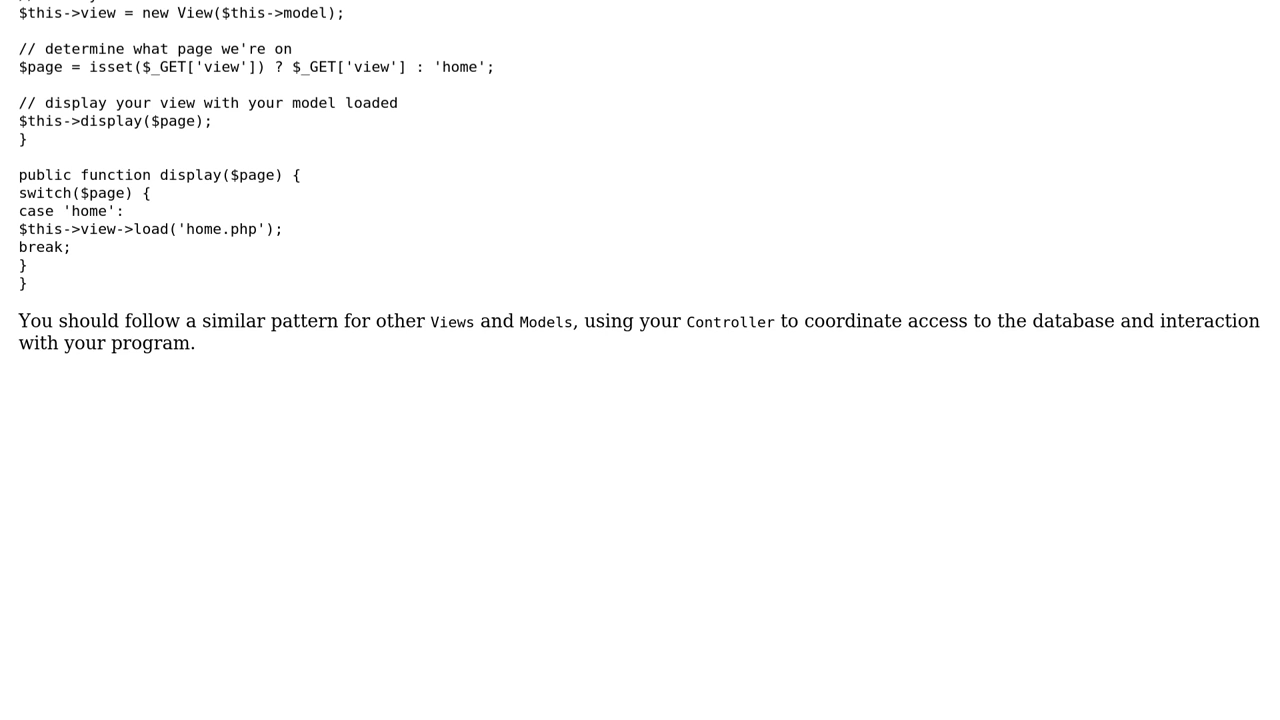 $this->view = new View($this->model);
// determine what page we're on
$page = isset($_GET['view']) ? $_GET['view'] : 'home';
// display your view with your model loaded
$this->display($page);
}
public function display($page) {
switch($page) {
case 'home':
$this->view->load('home.php');
break;
}
}
You should follow a similar pattern for other Views and Models, using your Controller to coordinate access to the database and interaction
with your program.